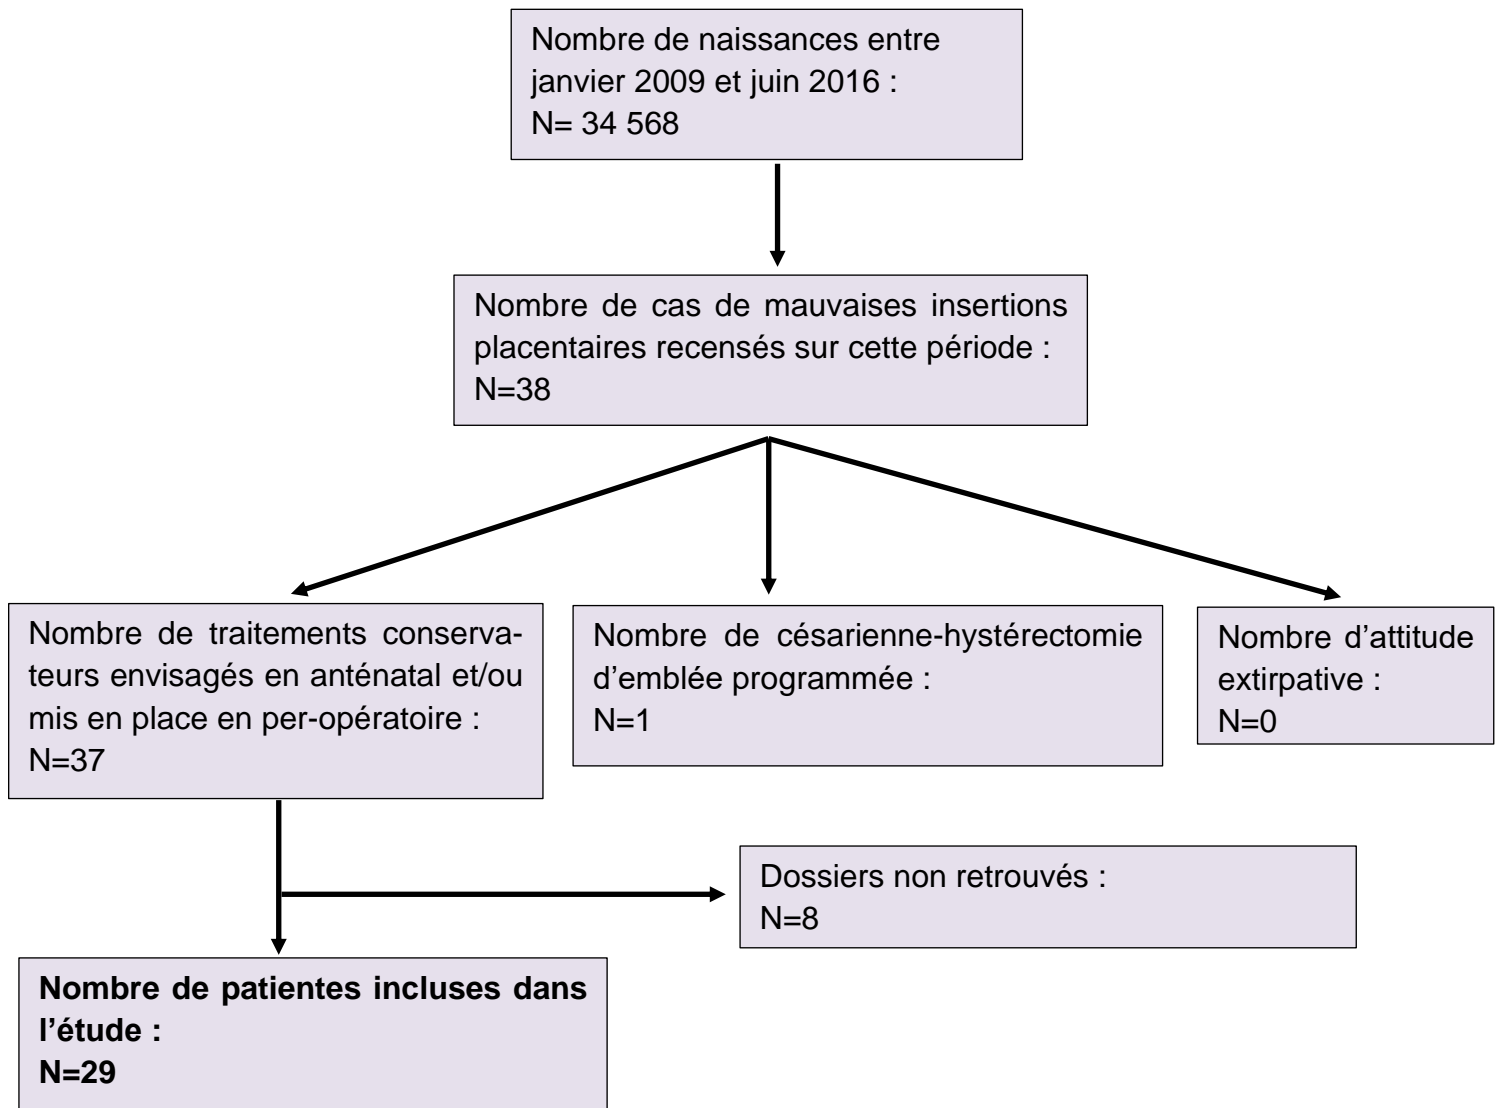 Nombre de naissances entre
janvier 2009 et juin 2016 :
N= 34 568
Nombre de cas de mauvaises insertions
placentaires recensés sur cette période :
N=38
Nombre de traitements conserva-
teurs envisagés en anténatal et/ou
mis en place en per-opératoire :
N=37
Nombre de césarienne-hystérectomie
d’emblée programmée :
N=1
Nombre d’attitude
extirpative :
N=0
Dossiers non retrouvés :
N=8
Nombre de patientes incluses dans
l’étude :
N=29